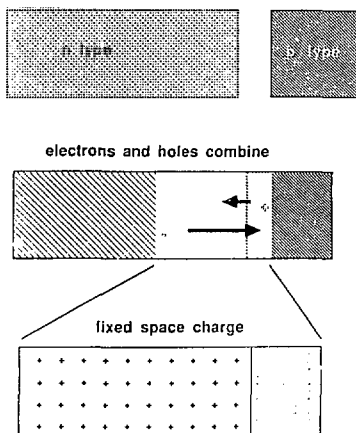 n type
p type
electrons and holes combine
fixed space charge